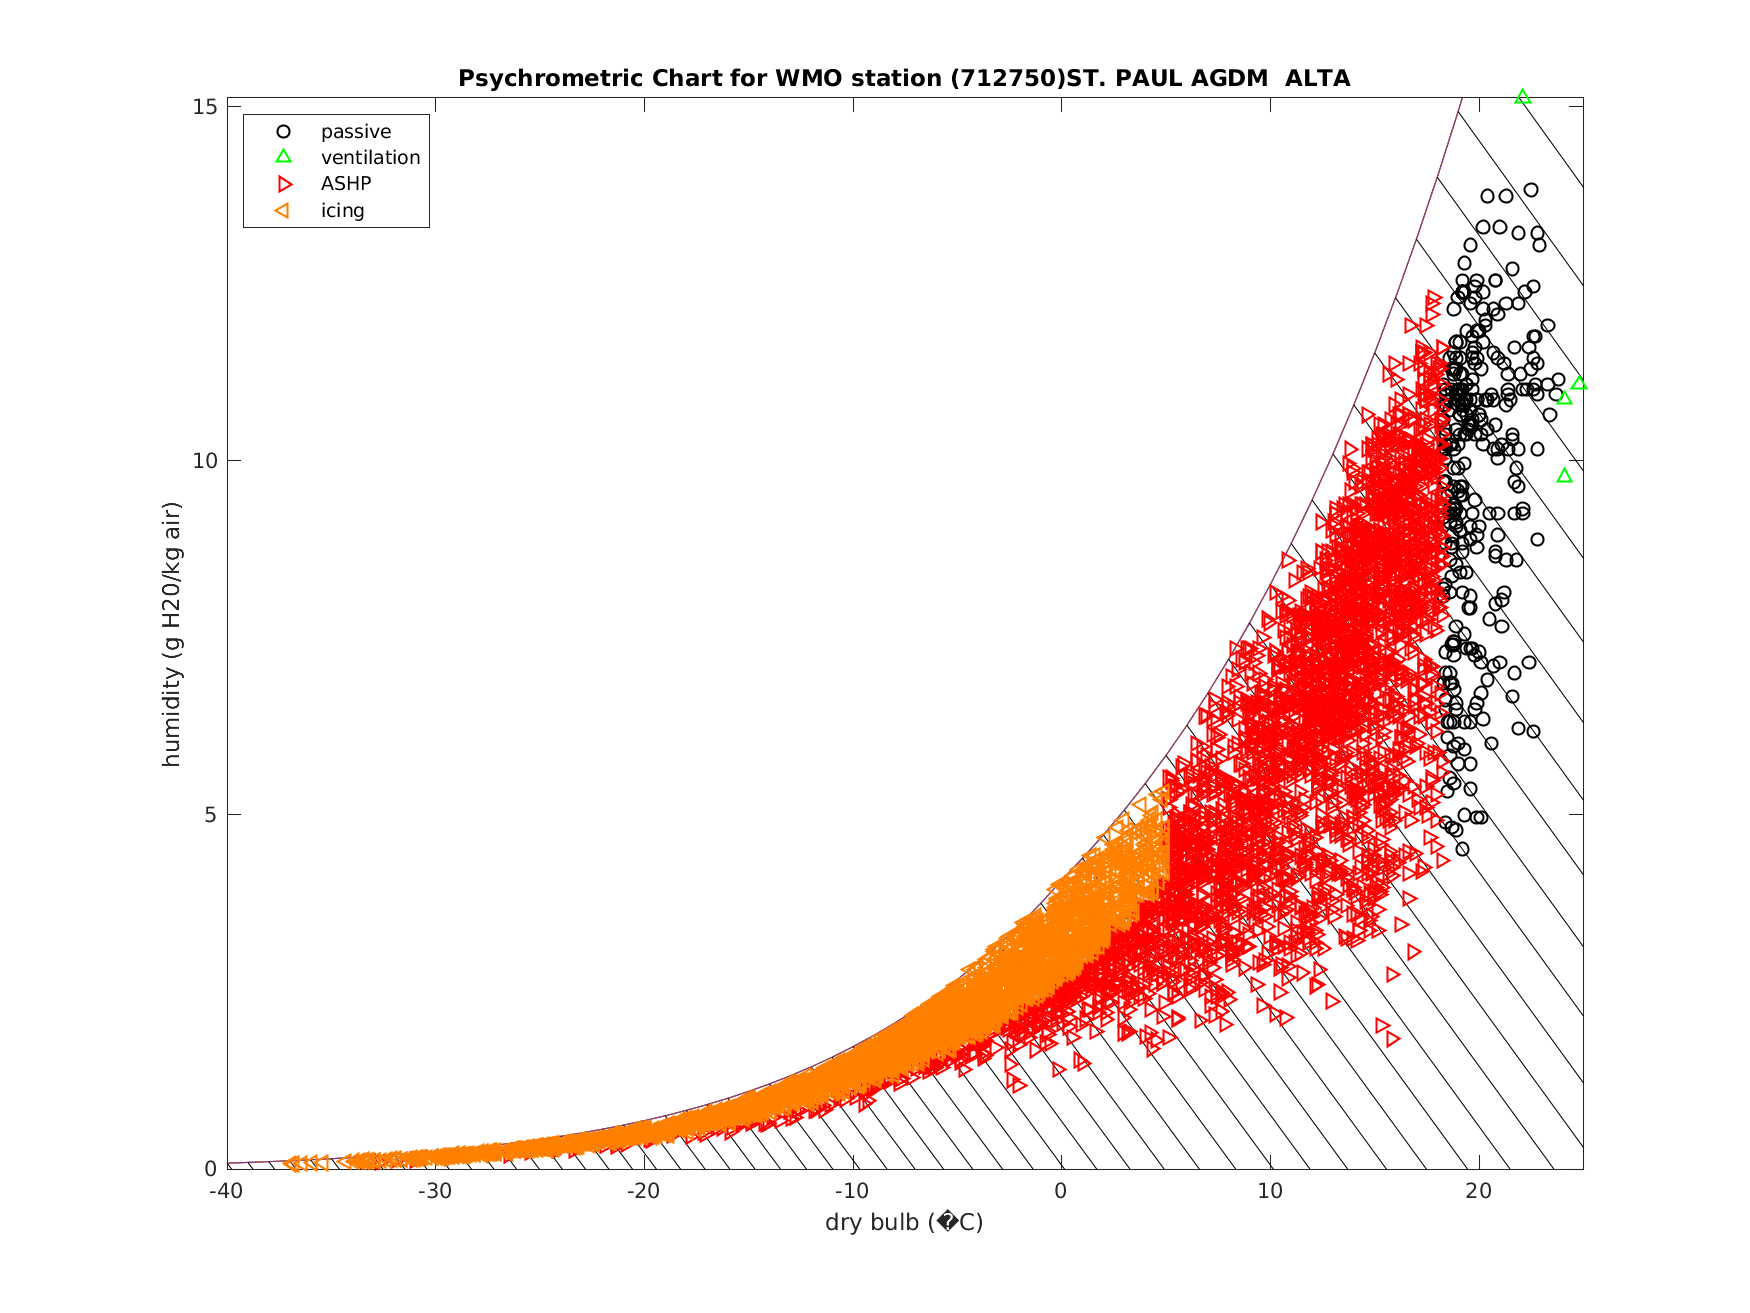 Psychrometric Chart for WMO station (712750)ST. PAUL AGDM  ALTA
passive
ventilation
ASHP
icing
humidity (g H20/kg air)
15
10
5
0
-40
-30
-20
-10
0
10
20
dry bulb (�C)